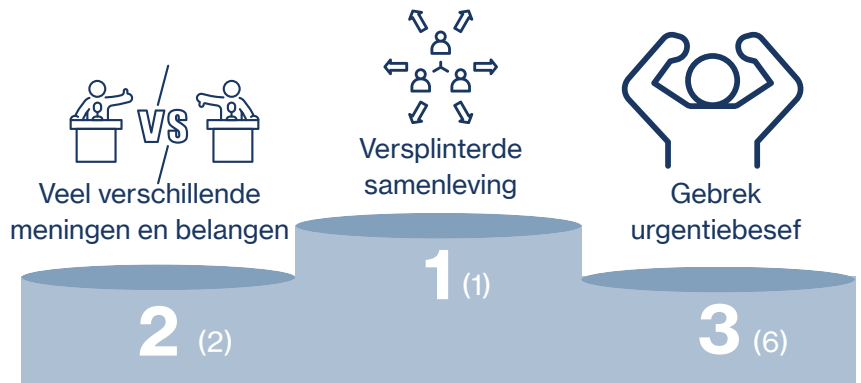 VS
Veel verschillende
meningen en belangen
2 (2)
Versplinterde
samenleving
1 (1)
Gebrek
urgentiebesef
3 (6)